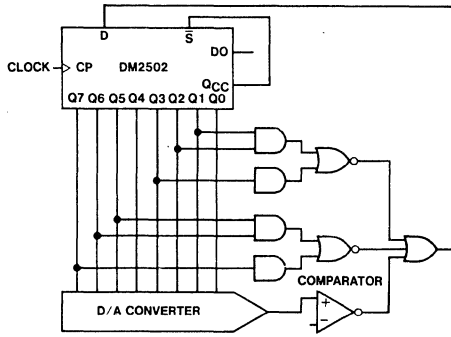 D
S̅
DO
CLOCK
CP
DM2502
QCC
Q7 Q6 Q5 Q4 Q3 Q2 Q1 Q0
COMPARATOR
D/A CONVERTER
+
−